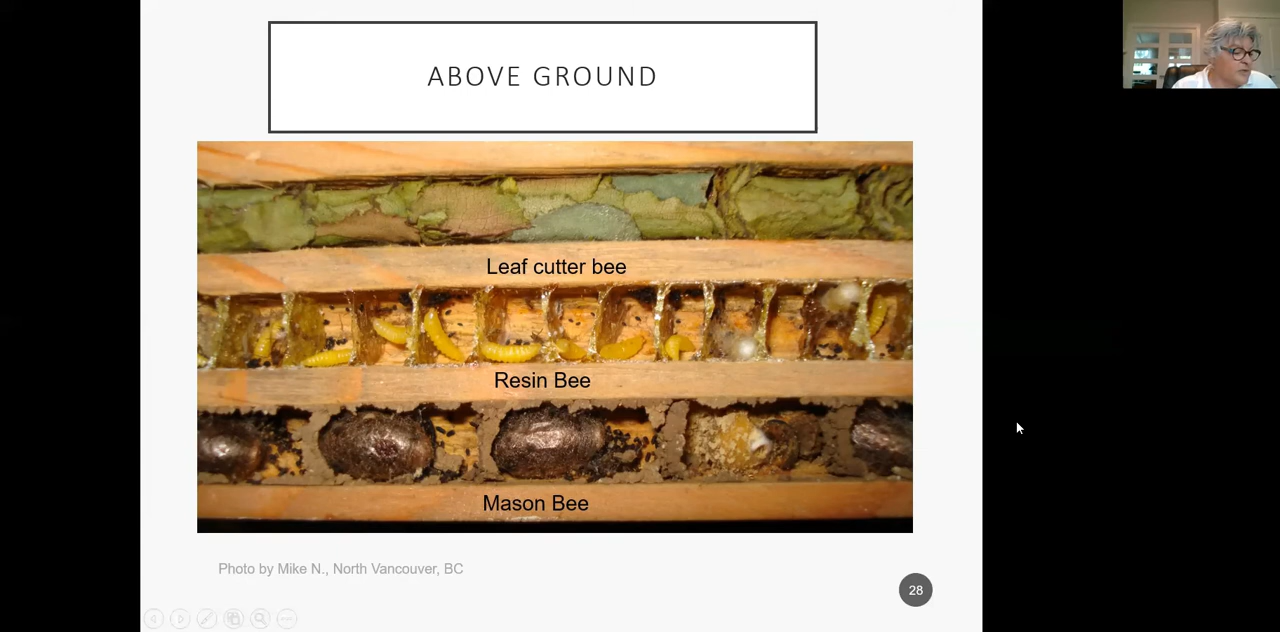 ABOVE GROUND
Leaf cutter bee
Resin Bee
Mason Bee
Photo by Mike N., North Vancouver, BC
28